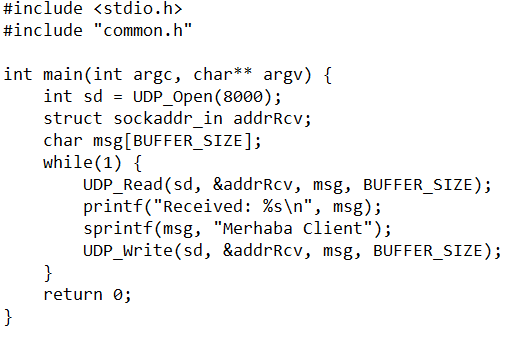 #include <stdio.h>
#include "common.h"

int main(int argc, char** argv) {
    int sd = UDP_Open(8000);
    struct sockaddr_in addrRcv;
    char msg[BUFFER_SIZE];
    while(1) {
        UDP_Read(sd, &addrRcv, msg, BUFFER_SIZE);
        printf("Received: %s\n", msg);
        sprintf(msg, "Merhaba Client");
        UDP_Write(sd, &addrRcv, msg, BUFFER_SIZE);
    }
    return 0;
}